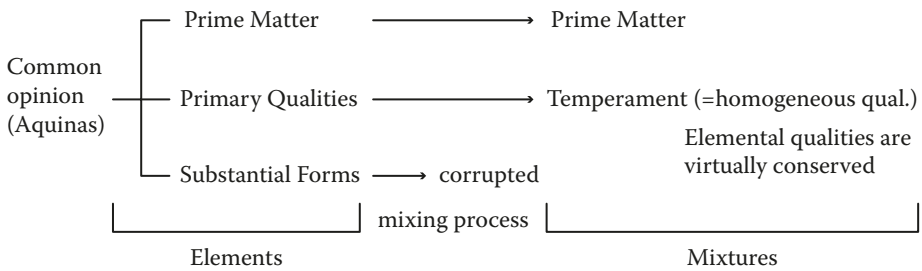 Prime Matter
Prime Matter
Common
opinion
(Aquinas)
Primary Qualities
Temperament (=homogeneous qual.)
Elemental qualities are
virtually conserved
Substantial Forms
corrupted
mixing process
Elements
Mixtures